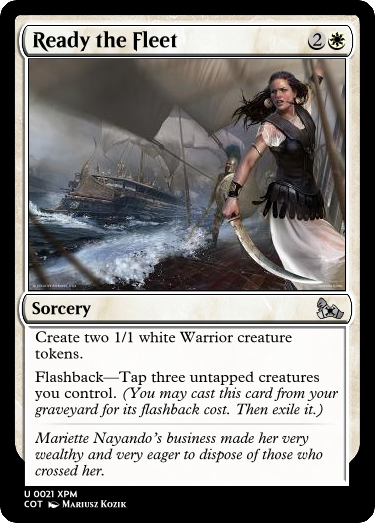 Ready the Fleet 2
Sorcery
Create two 1/1 white Warrior creature
tokens.
Flashback—Tap three untapped creatures
you control. (You may cast this card from your
graveyard for its flashback cost. Then exile it.)
Mariette Nayando's business made her very
wealthy and very eager to dispose of those who
crossed her.
U 0021 XPM
COT Mariusz Kozik